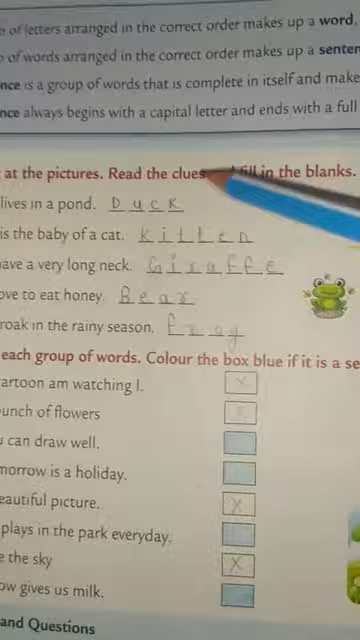 of letters arranged in the correct order makes up a word.
of words arranged in the correct order makes up a senten
nce is a group of words that is complete in itself and make
nce always begins with a capital letter and ends with a full
at the pictures. Read the clues fill in the blanks.
lives in a pond. D u c k
is the baby of a cat. K i t t e n
ave a very long neck. G i r a f f e
ove to eat honey. B e a r
roak in the rainy season. F r o g
each group of words. Colour the box blue if it is a se
artoon am watching I. X
unch of flowers X
can draw well.
morrow is a holiday.
eautiful picture. X
plays in the park everyday.
e the sky X
ow gives us milk.
and Questions